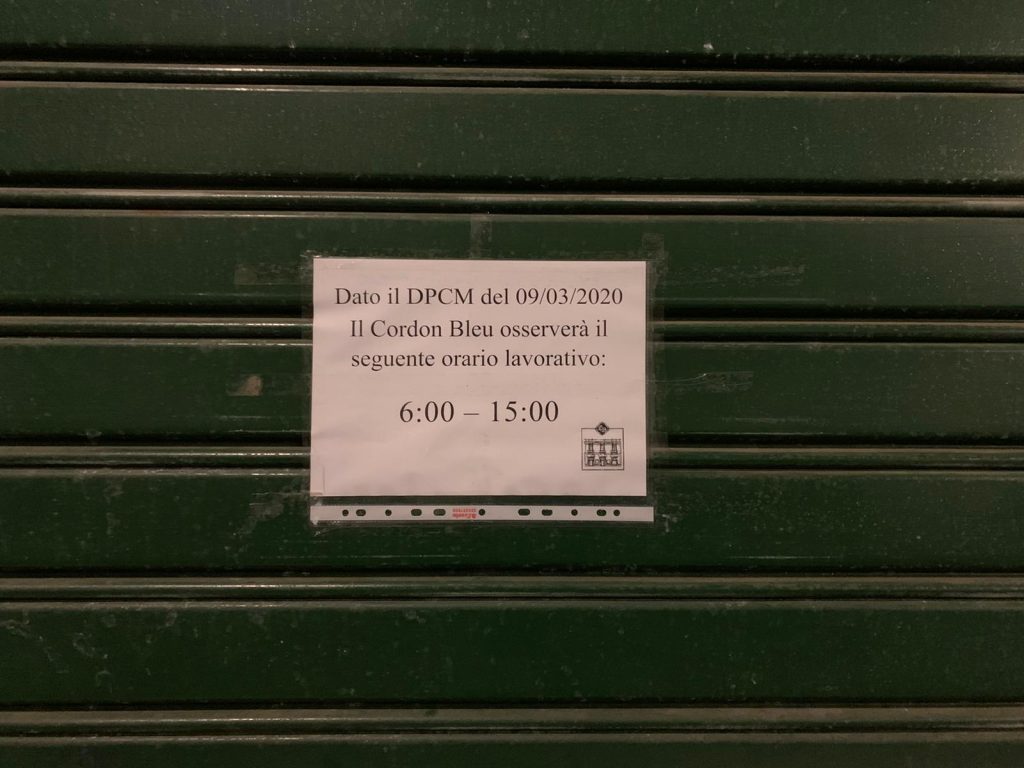 Dato il DPCM del 09/03/2020
Il Cordon Bleu osserverà il
seguente orario lavorativo:
6:00 – 15:00